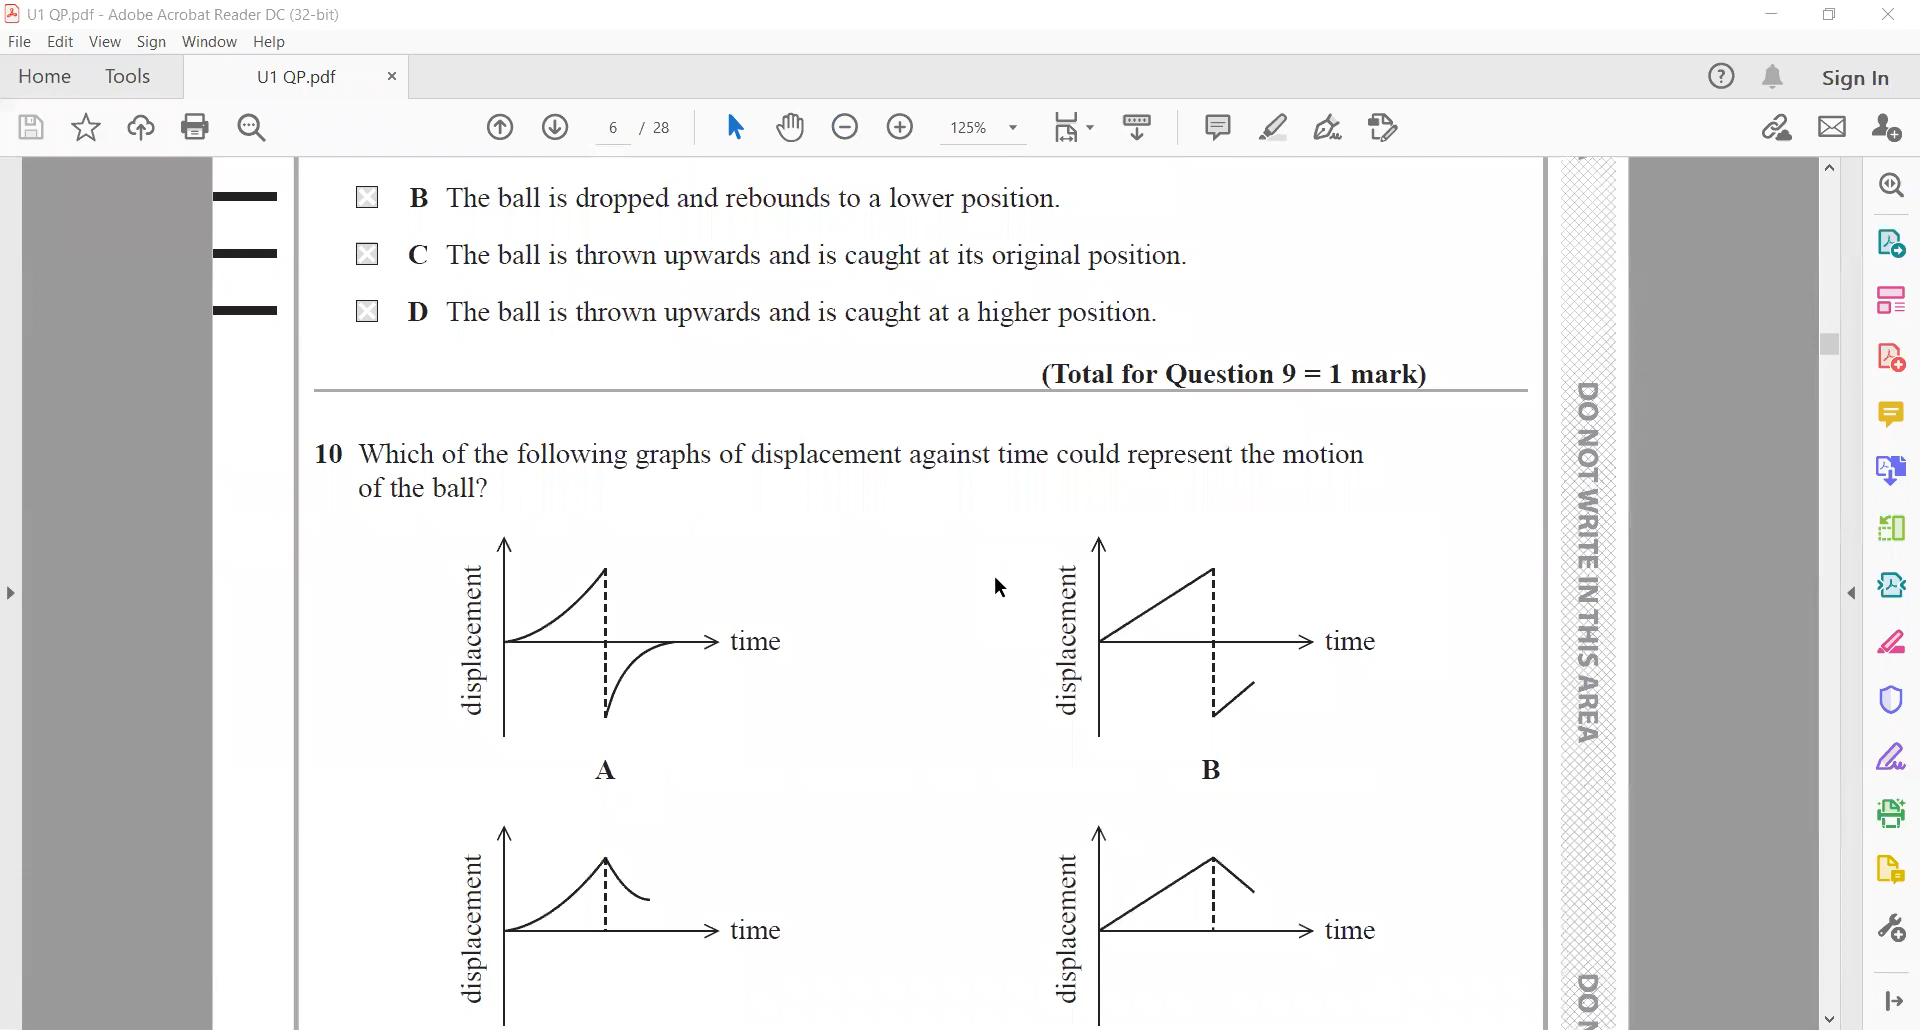 U1 QP.pdf - Adobe Acrobat Reader DC (32-bit)
File Edit View Sign Window Help
Home Tools U1 QP.pdf × Sign In
6 / 28 125%
B The ball is dropped and rebounds to a lower position.
C The ball is thrown upwards and is caught at its original position.
D The ball is thrown upwards and is caught at a higher position.
(Total for Question 9 = 1 mark)
10 Which of the following graphs of displacement against time could represent the motion
of the ball?
displacement
time
A
displacement
time
B
displacement
time
displacement
time
DO NOT WRITE IN THIS AREA
DO